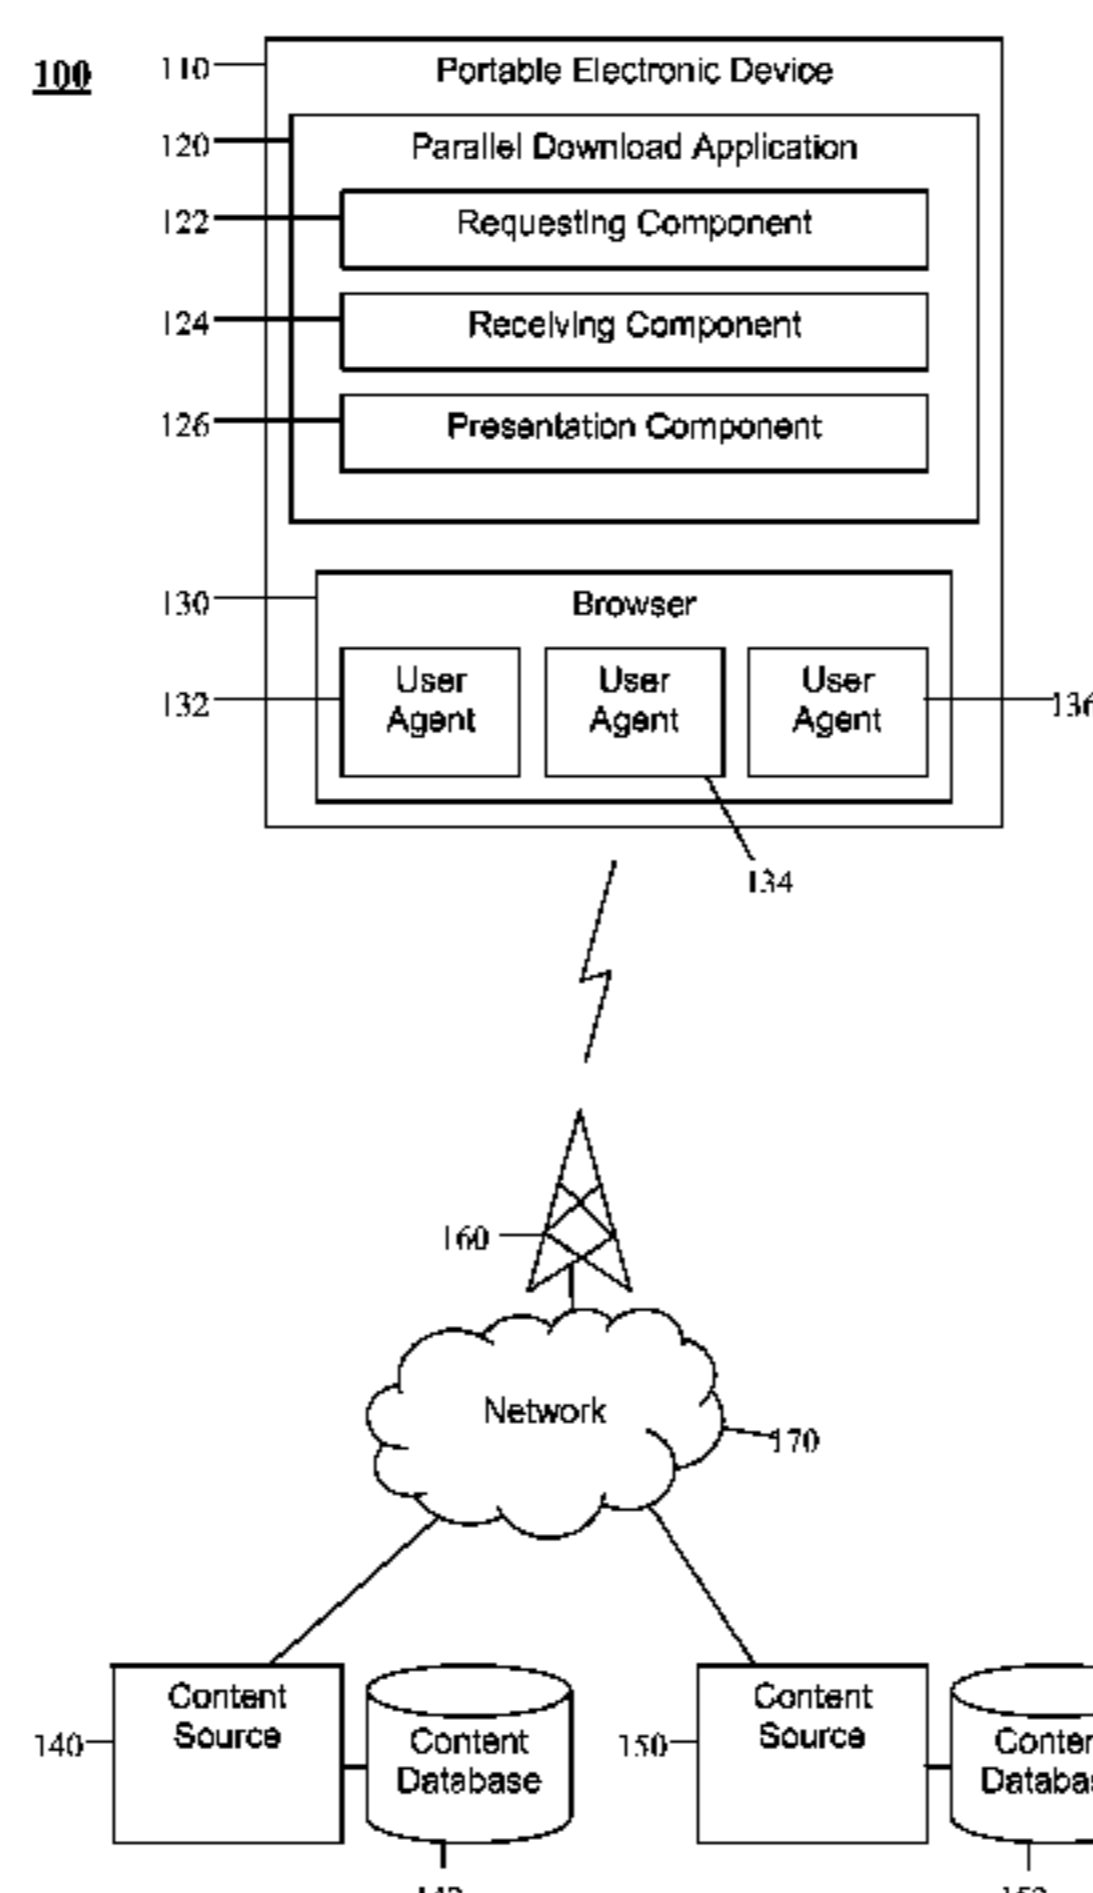 100
110
Portable Electronic Device
120
Parallel Download Application
122
Requesting Component
124
Receiving Component
126
Presentation Component
130
Browser
132
User
Agent
User
Agent
User
Agent
136
134
160
Network
170
140
Content
Source
Content
Database
150
Content
Source